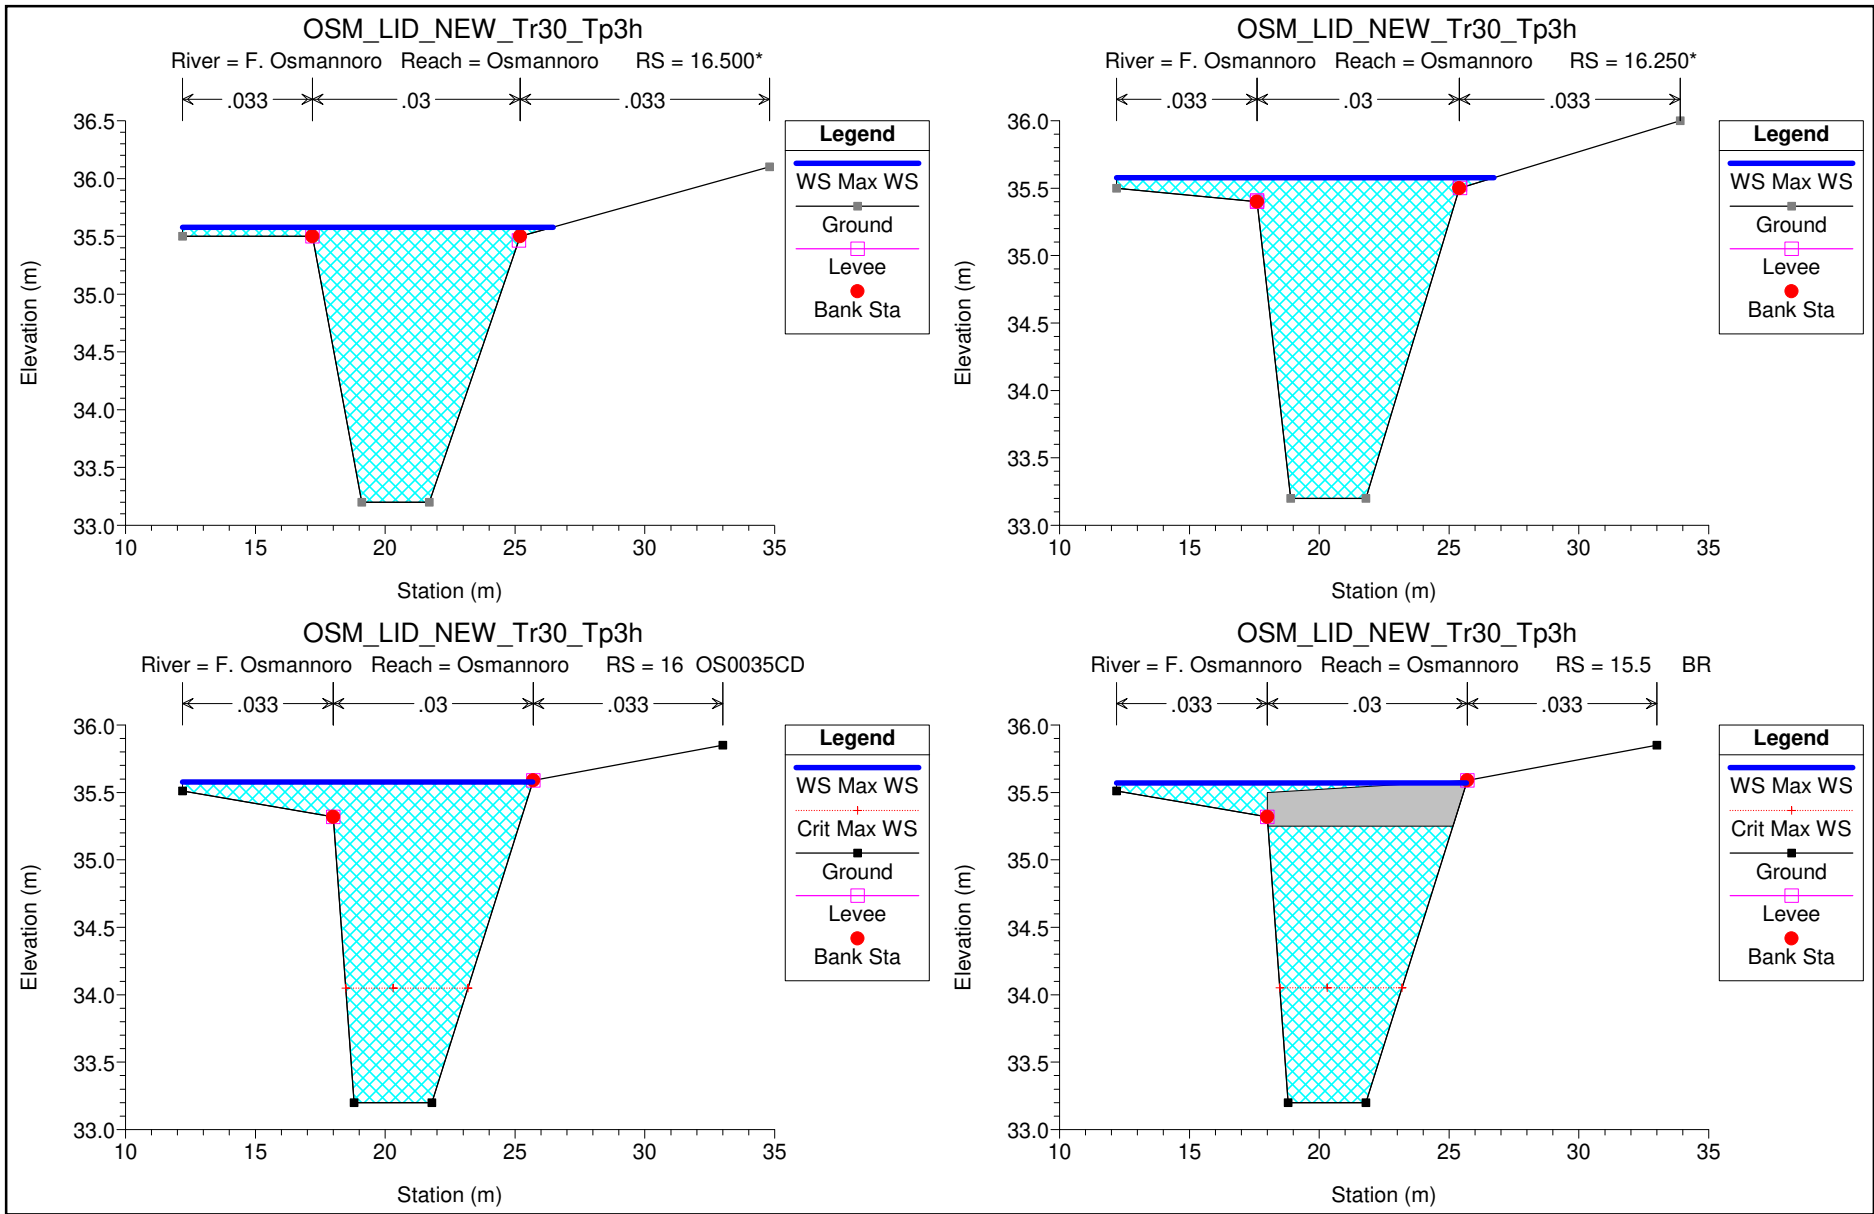 OSM_LID_NEW_Tr30_Tp3h
River = F. Osmannoro Reach = Osmannoro RS = 16.500*
.033 .03 .033
36.5
36.0
35.5
35.0
34.5
34.0
33.5
33.0
Elevation (m)
10 15 20 25 30 35
Station (m)
Legend
WS Max WS
Ground
Levee
Bank Sta
OSM_LID_NEW_Tr30_Tp3h
River = F. Osmannoro Reach = Osmannoro RS = 16.250*
.033 .03 .033
36.0
35.5
35.0
34.5
34.0
33.5
33.0
Elevation (m)
10 15 20 25 30 35
Station (m)
Legend
WS Max WS
Ground
Levee
Bank Sta
OSM_LID_NEW_Tr30_Tp3h
River = F. Osmannoro Reach = Osmannoro RS = 16 OS0035CD
.033 .03 .033
36.0
35.5
35.0
34.5
34.0
33.5
33.0
Elevation (m)
10 15 20 25 30 35
Station (m)
Legend
WS Max WS
Crit Max WS
Ground
Levee
Bank Sta
OSM_LID_NEW_Tr30_Tp3h
River = F. Osmannoro Reach = Osmannoro RS = 15.5 BR
.033 .03 .033
36.0
35.5
35.0
34.5
34.0
33.5
33.0
Elevation (m)
10 15 20 25 30 35
Station (m)
Legend
WS Max WS
Crit Max WS
Ground
Levee
Bank Sta